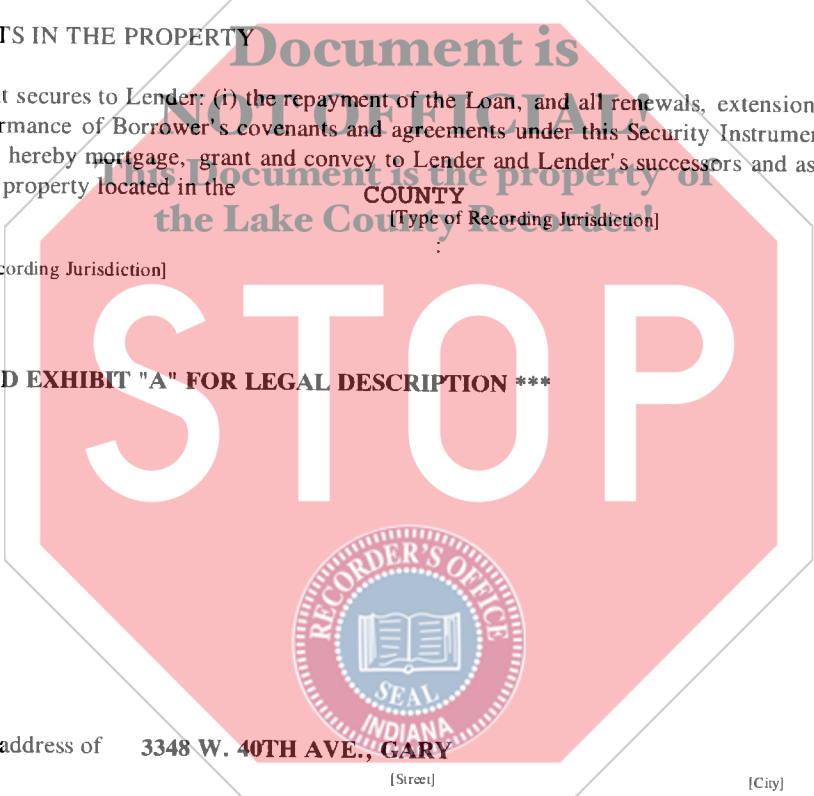 TS IN THE PROPERTY
Document is
t secures to Lender: (i) the repayment of the Loan, and all renewals, extension
NOT OFFICIAL!
rmance of Borrower's covenants and agreements under this Security Instrumen
hereby mortgage, grant and convey to Lender and Lender's successors and as
This Document is the property of
property located in the COUNTY
the Lake County Recorder!
[Type of Recording Jurisdiction]
:
cording Jurisdiction]
STOP
D EXHIBIT "A" FOR LEGAL DESCRIPTION ***
RECORDER'S OFFICE
SEAL
INDIANA
address of 3348 W. 40TH AVE., GARY
[Street] [City]